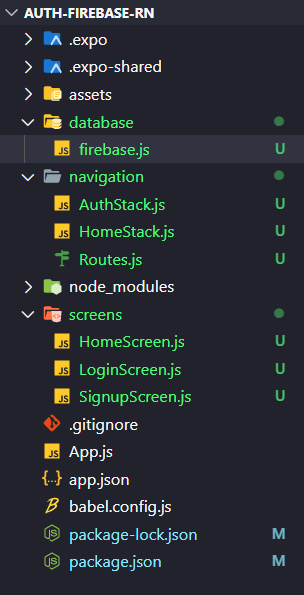 AUTH-FIREBASE-RN
.expo
.expo-shared
assets
database
JS firebase.js U
navigation
JS AuthStack.js U
JS HomeStack.js U
Routes.js U
node_modules
screens
JS HomeScreen.js U
JS LoginScreen.js U
JS SignupScreen.js U
.gitignore
JS App.js
{..} app.json
B babel.config.js
package-lock.json M
package.json M